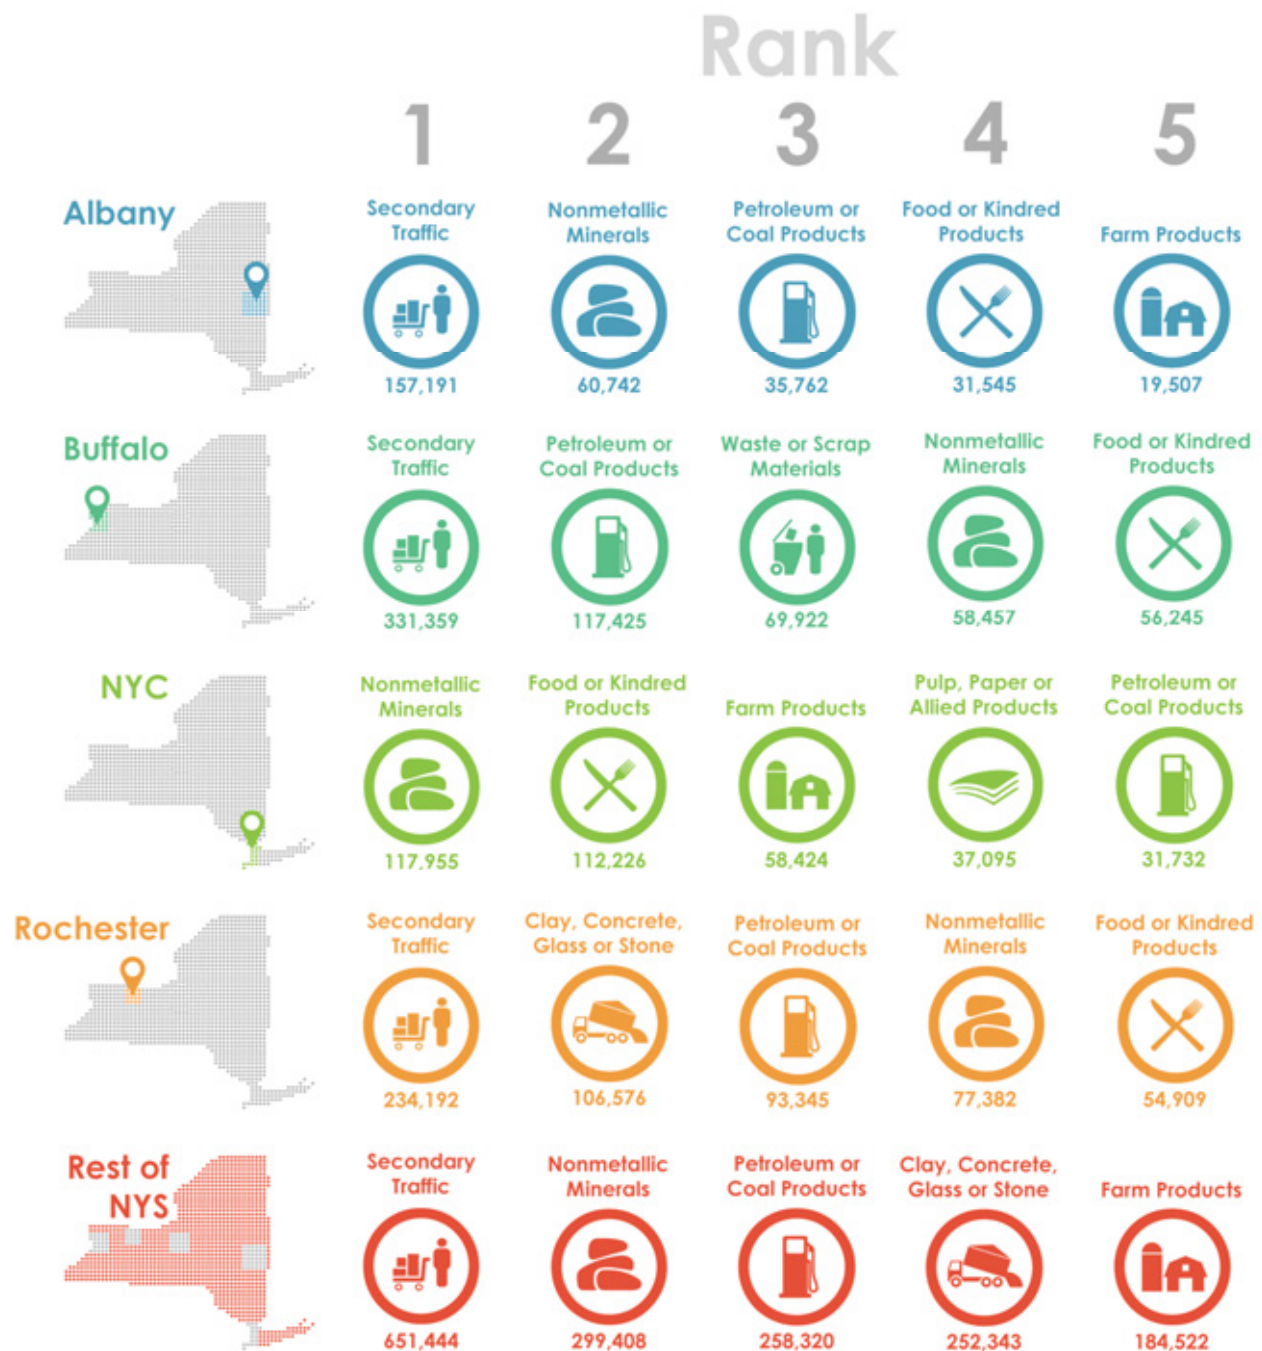 Rank
1 2 3 4 5
Albany
Secondary
Traffic
157,191
Nonmetallic
Minerals
60,742
Petroleum or
Coal Products
35,762
Food or Kindred
Products
31,545
Farm Products
19,507
Buffalo
Secondary
Traffic
331,359
Petroleum or
Coal Products
117,425
Waste or Scrap
Materials
69,922
Nonmetallic
Minerals
58,457
Food or Kindred
Products
56,245
NYC
Nonmetallic
Minerals
117,955
Food or Kindred
Products
112,226
Farm Products
58,424
Pulp, Paper or
Allied Products
37,095
Petroleum or
Coal Products
31,732
Rochester
Secondary
Traffic
234,192
Clay, Concrete,
Glass or Stone
106,576
Petroleum or
Coal Products
93,345
Nonmetallic
Minerals
77,382
Food or Kindred
Products
54,909
Rest of
NYS
Secondary
Traffic
651,444
Nonmetallic
Minerals
299,408
Petroleum or
Coal Products
258,320
Clay, Concrete,
Glass or Stone
252,343
Farm Products
184,522